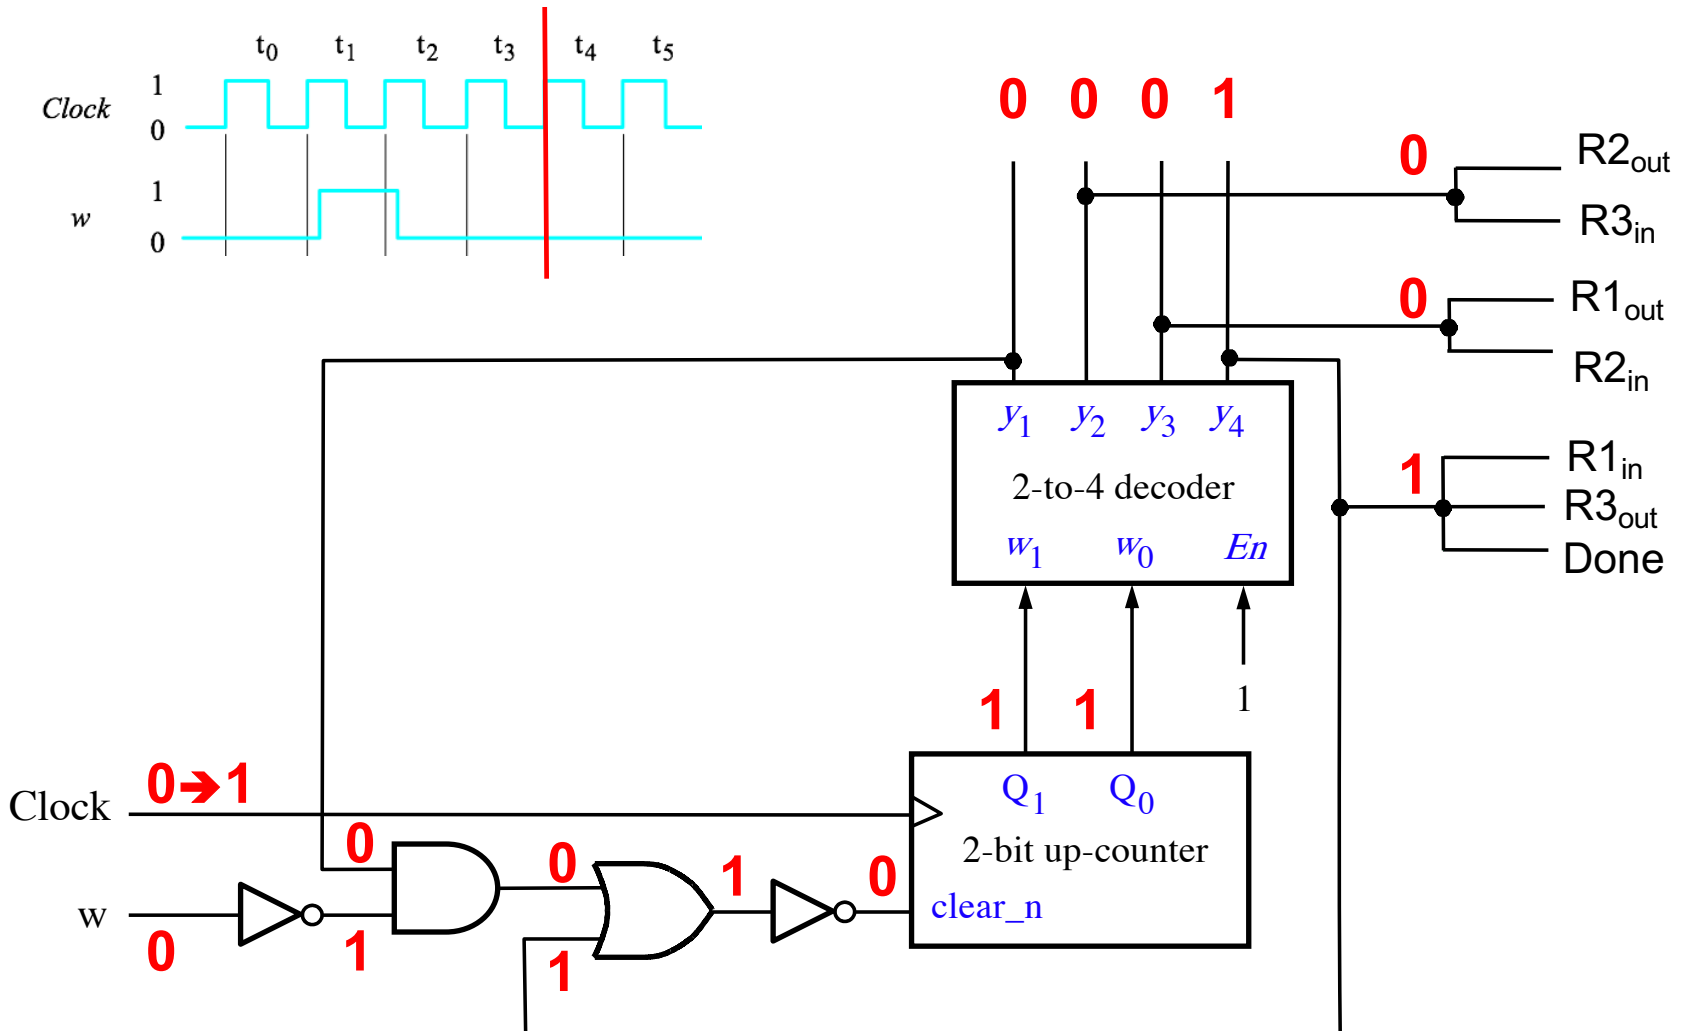 t0 t1 t2 t3 t4 t5
Clock 1 0
w 1 0
0 0 0 1
0 R2out
R3in
0 R1out
R2in
y1 y2 y3 y4
2-to-4 decoder
w1 w0 En
1 R1in
R3out
Done
1 1 1
Clock 0➔1
Q1 Q0
2-bit up-counter
clear_n
0 0 1 0
w 0 1 1